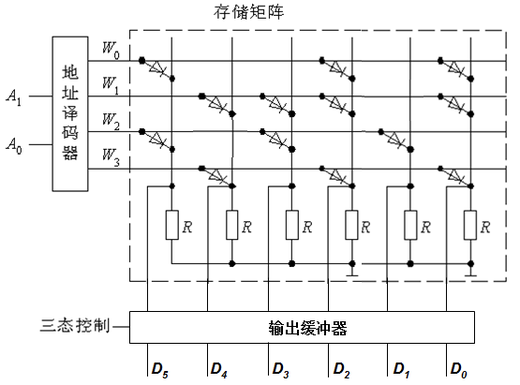 存储矩阵
地址译码器
A1
A0
W0
W1
W2
W3
R R R R R R
三态控制
输出缓冲器
D5 D4 D3 D2 D1 D0